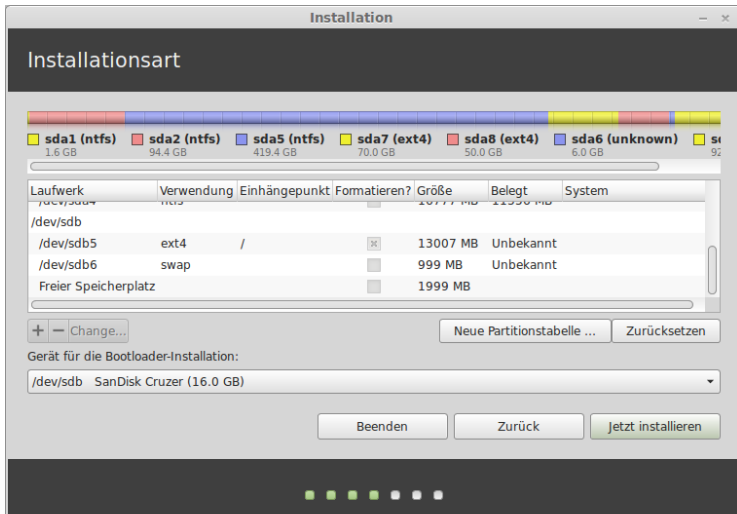 Installation
Installationsart
sda1 (ntfs) sda2 (ntfs) sda5 (ntfs) sda7 (ext4) sda8 (ext4) sda6 (unknown)
1.6 GB 94.4 GB 419.4 GB 70.0 GB 50.0 GB 6.0 GB
Laufwerk Verwendung Einhängepunkt Formatieren? Größe Belegt System
/dev/sdb
/dev/sdb5 ext4 / 13007 MB Unbekannt
/dev/sdb6 swap 999 MB Unbekannt
Freier Speicherplatz 1999 MB
+ − Change... Neue Partitionstabelle ... Zurücksetzen
Gerät für die Bootloader-Installation:
/dev/sdb SanDisk Cruzer (16.0 GB)
Beenden Zurück Jetzt installieren